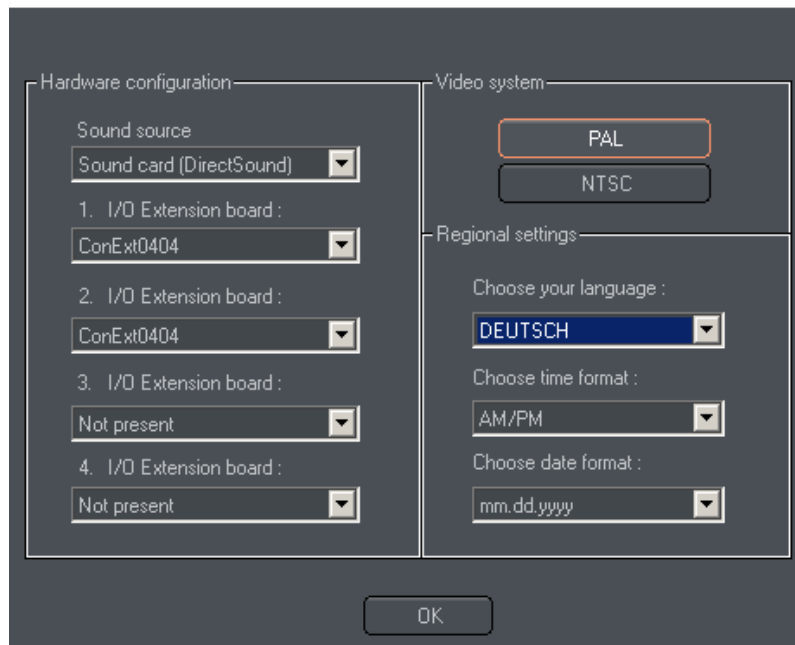 Hardware configuration
Sound source
Sound card (DirectSound)
1. I/O Extension board :
ConExt0404
2. I/O Extension board :
ConExt0404
3. I/O Extension board :
Not present
4. I/O Extension board :
Not present
Video system
PAL
NTSC
Regional settings
Choose your language :
DEUTSCH
Choose time format :
AM/PM
Choose date format :
mm.dd.yyyy
OK